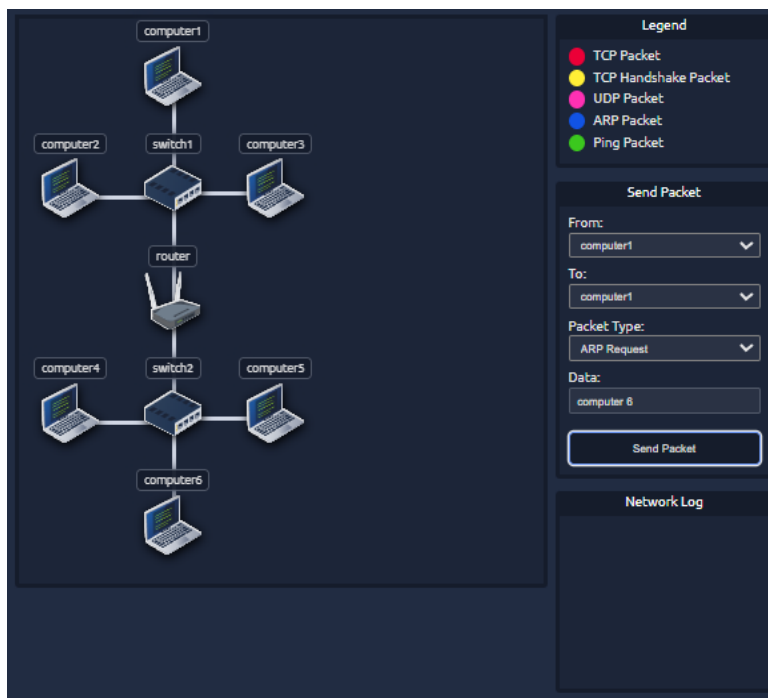 computer1
computer2
switch1
computer3
router
computer4
switch2
computer5
computer6
Legend
TCP Packet
TCP Handshake Packet
UDP Packet
ARP Packet
Ping Packet
Send Packet
From:
computer1
To:
computer1
Packet Type:
ARP Request
Data:
computer 6
Send Packet
Network Log